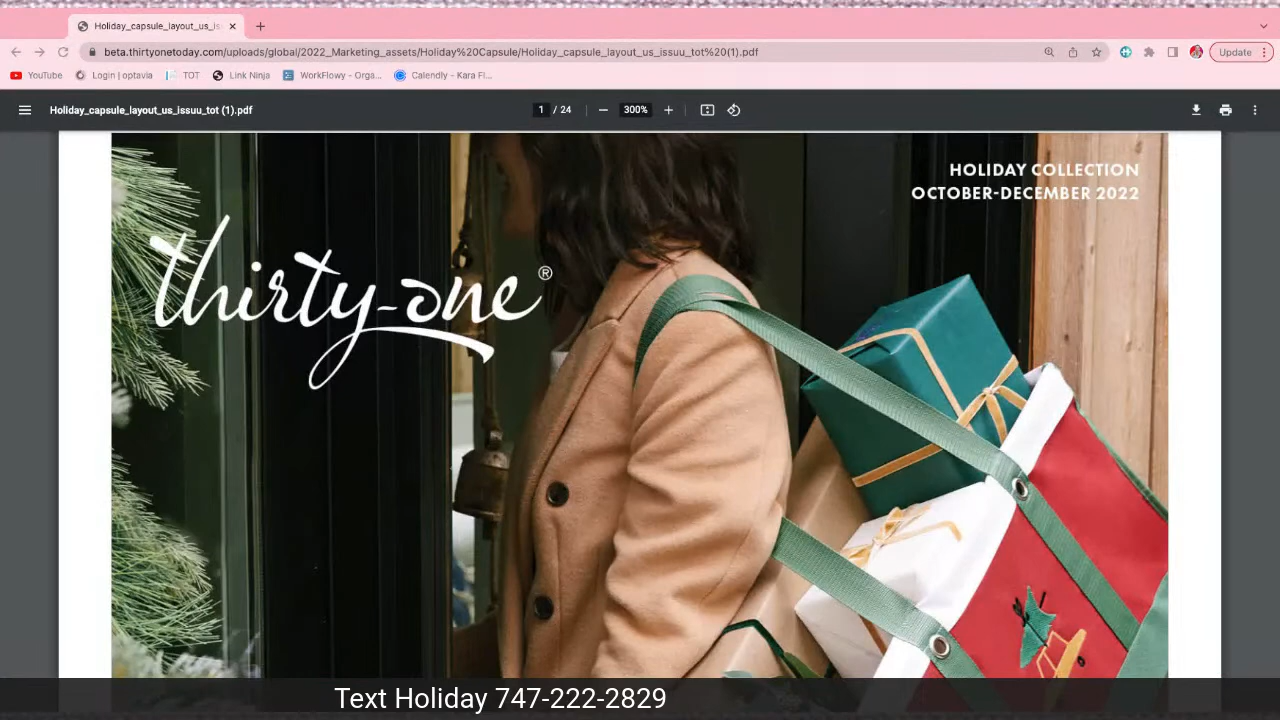 Holiday_capsule_layout_us_is
beta.thirtyonetoday.com/uploads/global/2022_Marketing_assets/Holiday%20Capsule/Holiday_capsule_layout_us_issuu_tot%20(1).pdf
Update
YouTube
Login | optavia
TOT
Link Ninja
WorkFlowy - Orga...
Calendly - Kara Fi...
Holiday_capsule_layout_us_issuu_tot (1).pdf
1 / 24
300%
HOLIDAY COLLECTION
OCTOBER-DECEMBER 2022
thirty-one®
Text Holiday 747-222-2829